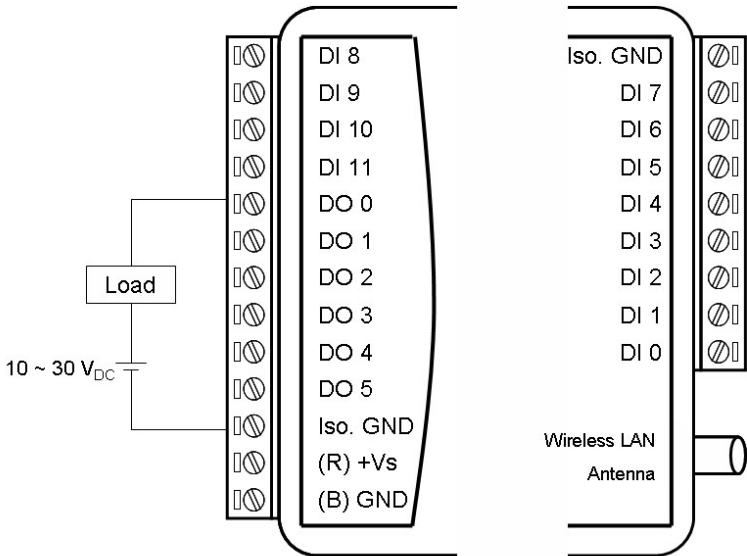 DI 8
DI 9
DI 10
DI 11
DO 0
DO 1
DO 2
DO 3
DO 4
DO 5
Iso. GND
(R) +Vs
(B) GND
Load
10 ~ 30 VDC
Iso. GND
DI 7
DI 6
DI 5
DI 4
DI 3
DI 2
DI 1
DI 0
Wireless LAN
Antenna